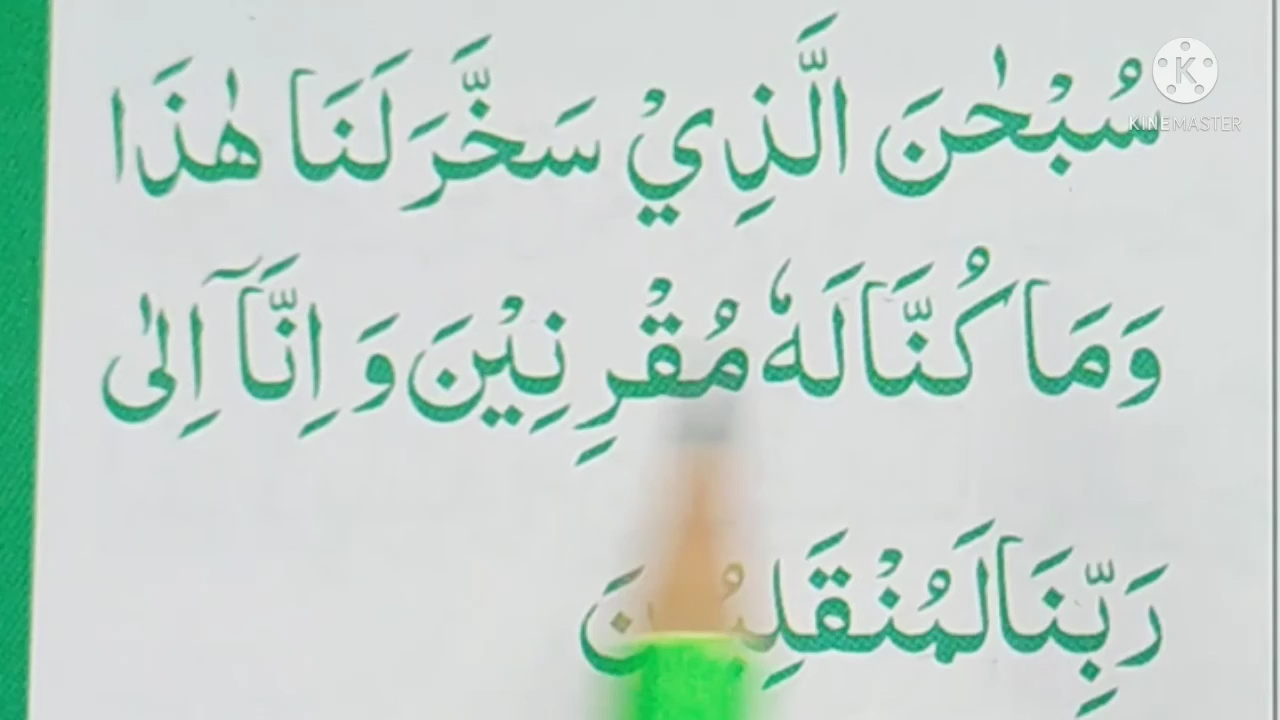 سُبْحٰنَ الَّذِيْ سَخَّرَ لَنَا هٰذَا
وَمَا كُنَّا لَهٗ مُقْرِنِيْنَ وَ اِنَّآ اِلٰى
رَبِّنَا لَمُنْقَلِبُوْنَ
KINEMASTER